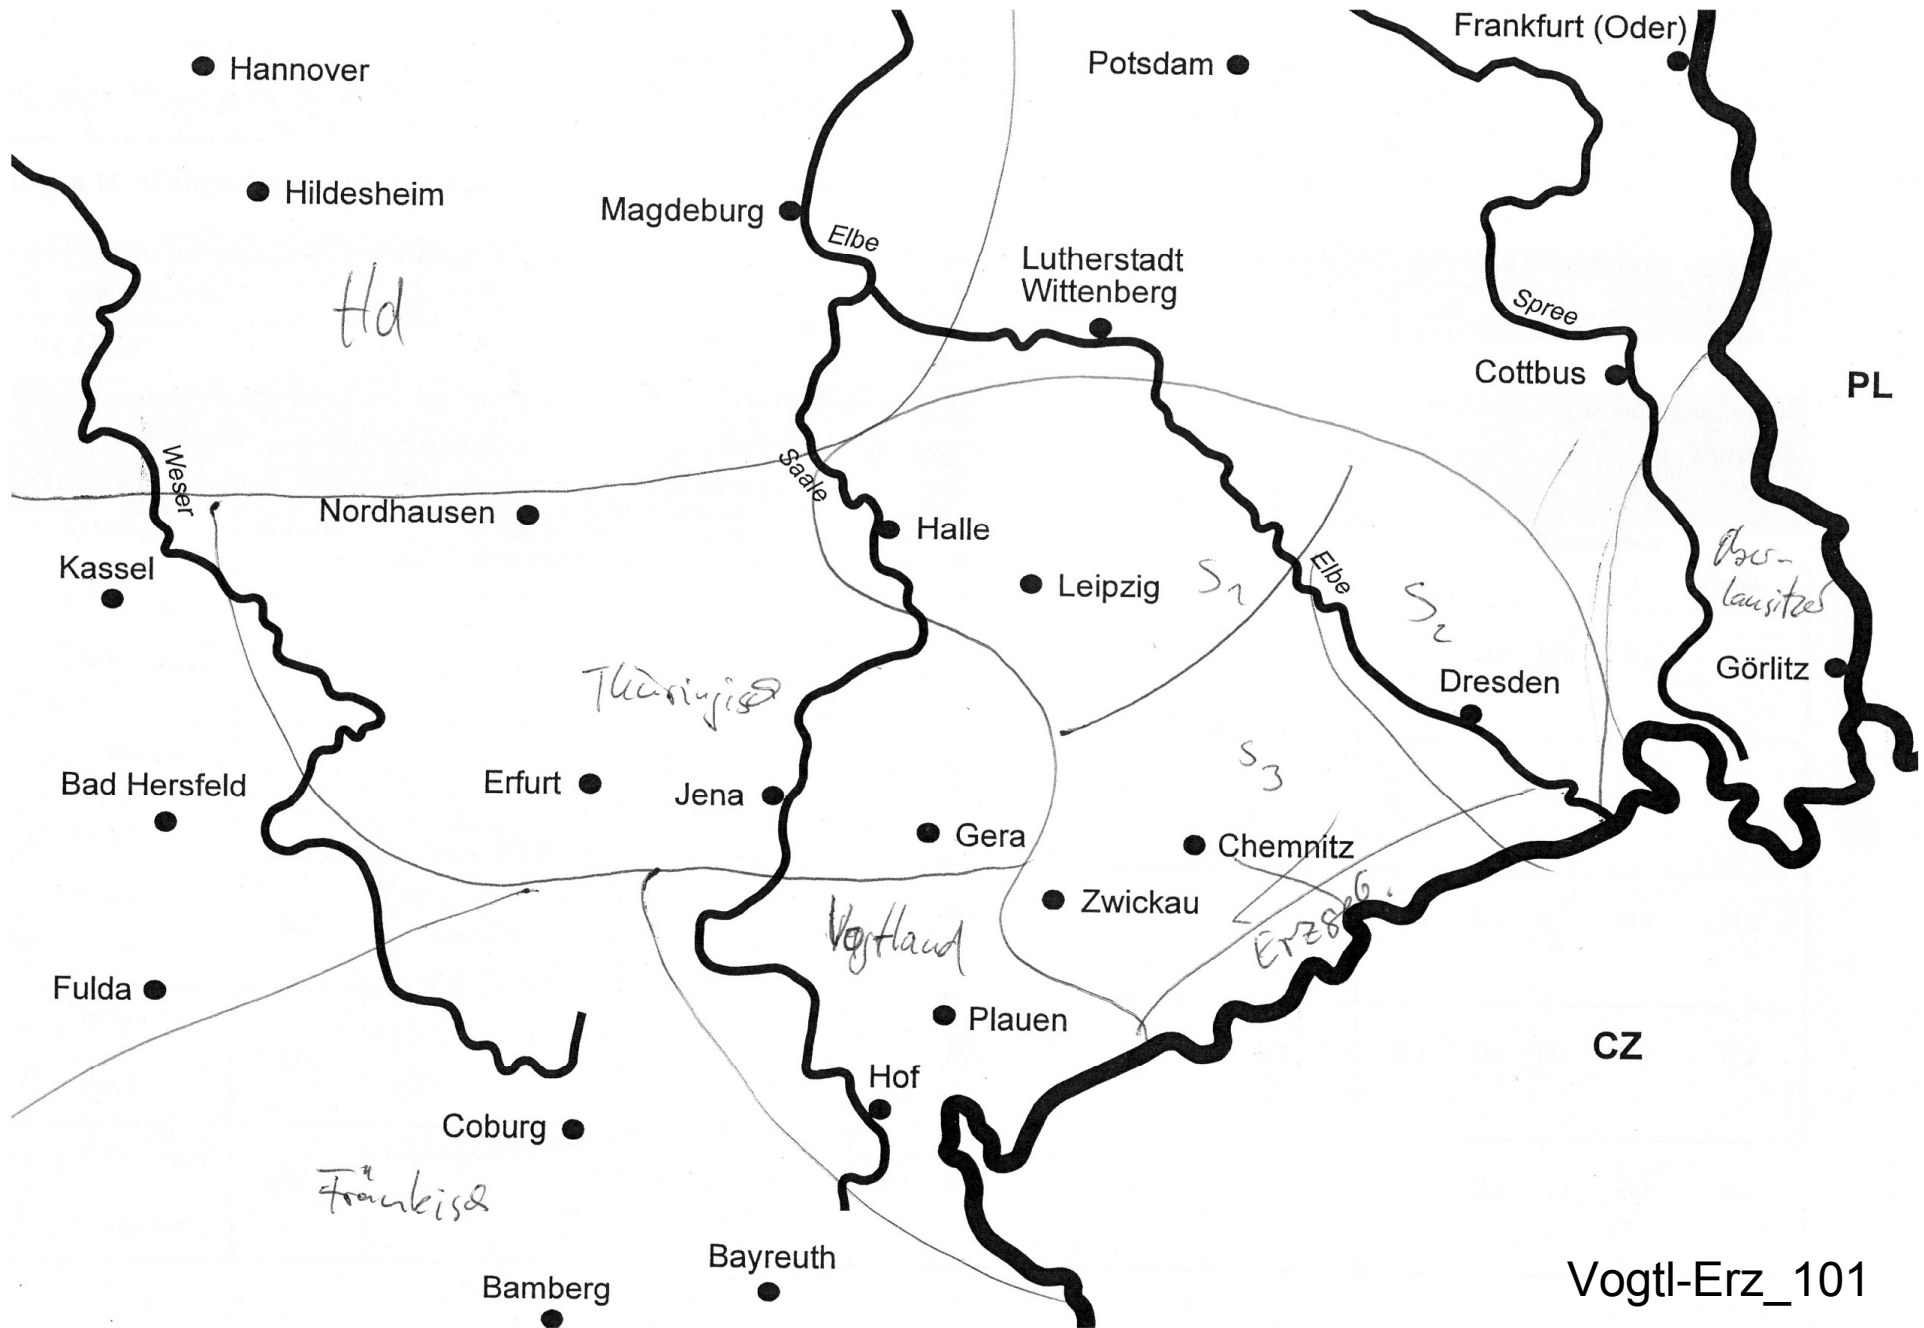 Frankfurt (Oder)
Hannover
Potsdam
Hildesheim
Magdeburg
Elbe
Lutherstadt
Wittenberg
Hd
Spree
Cottbus
PL
Weser
Saale
Nordhausen
Halle
Kassel
Leipzig
S1
Elbe
S2
Ober-
lausitzer
Görlitz
Thüringisch
Dresden
Bad Hersfeld
Erfurt
Jena
S3
Gera
Chemnitz
Zwickau
Erzgeb.
Vogtland
Fulda
Plauen
CZ
Hof
Coburg
Fränkisch
Bayreuth
Bamberg
Vogtl-Erz_101